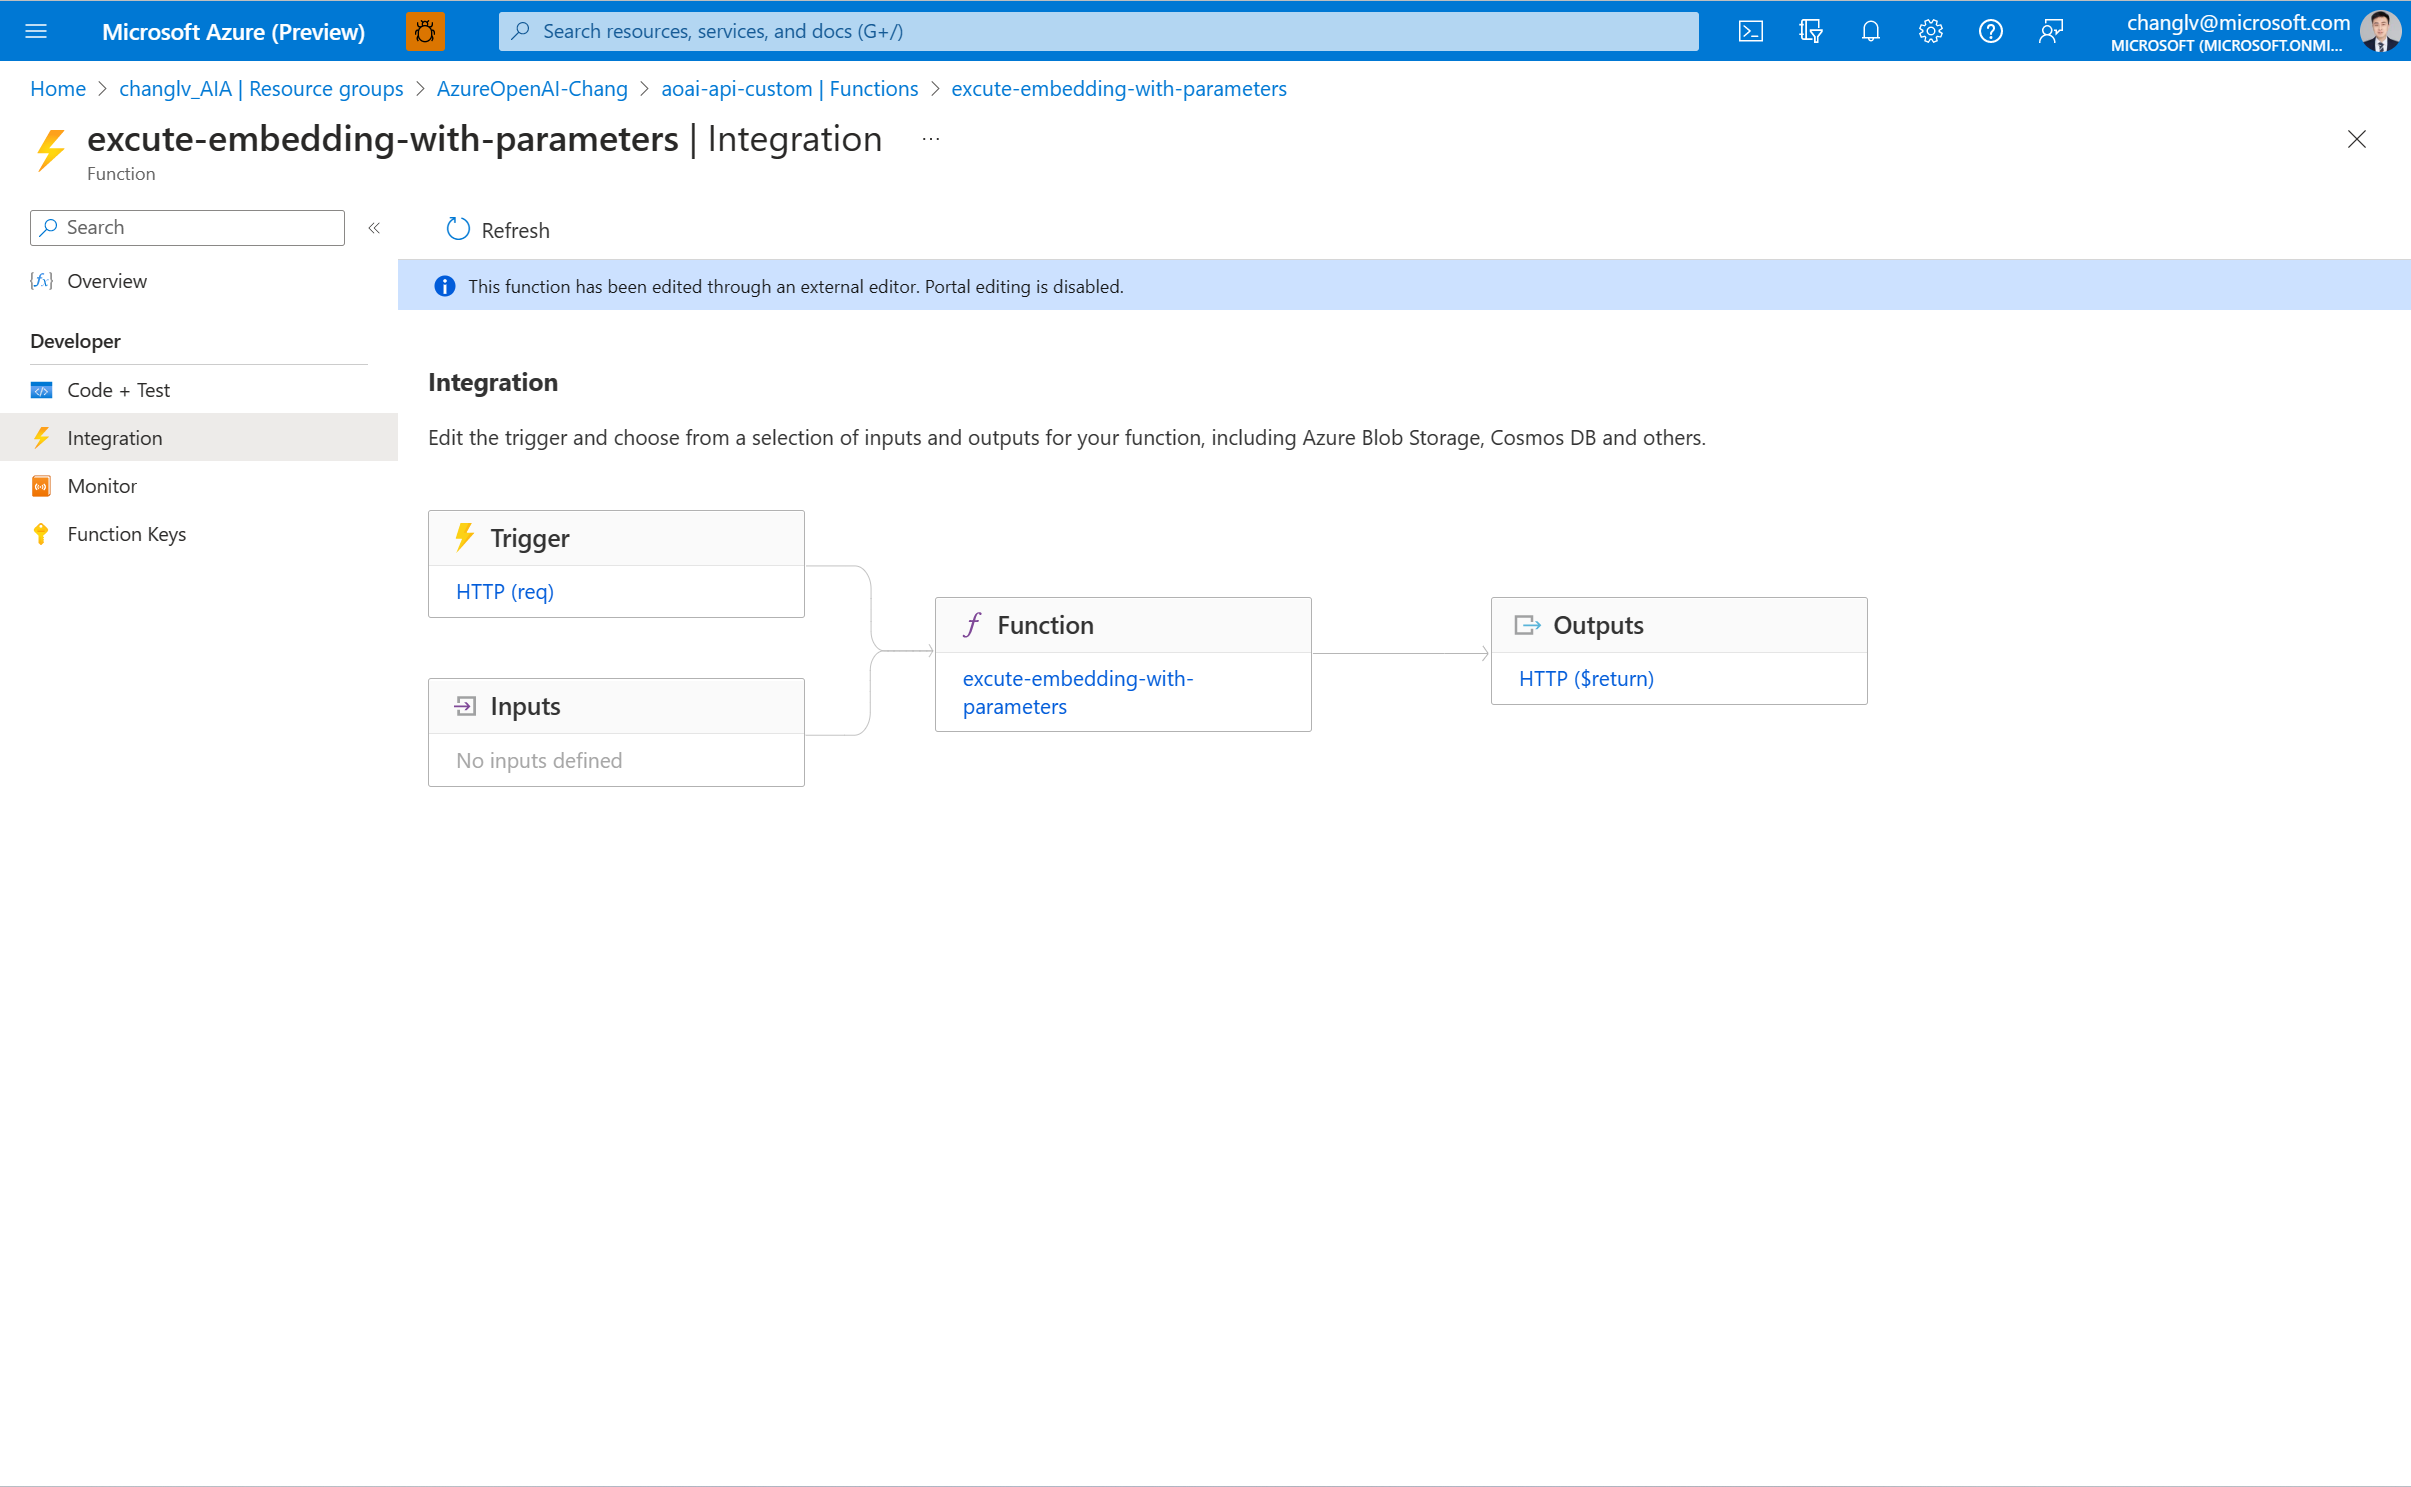 Microsoft Azure (Preview)
Search resources, services, and docs (G+/)
changlv@microsoft.com
MICROSOFT (MICROSOFT.ONMI...
Home > changlv_AIA | Resource groups > AzureOpenAI-Chang > aoai-api-custom | Functions > excute-embedding-with-parameters
excute-embedding-with-parameters | Integration ...
Function
Search
«
Refresh
Overview
This function has been edited through an external editor. Portal editing is disabled.
Developer
Code + Test
Integration
Monitor
Function Keys
Integration
Edit the trigger and choose from a selection of inputs and outputs for your function, including Azure Blob Storage, Cosmos DB and others.
Trigger
HTTP (req)
Inputs
No inputs defined
Function
excute-embedding-with-
parameters
Outputs
HTTP ($return)